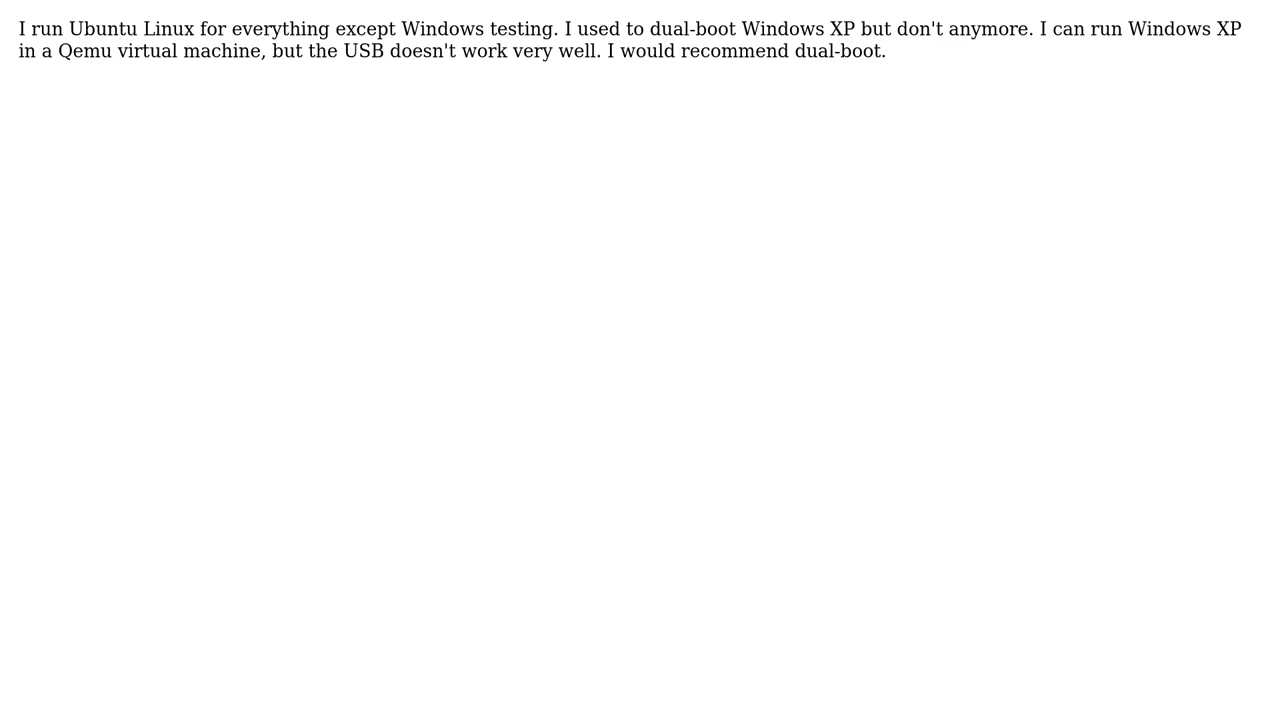 I run Ubuntu Linux for everything except Windows testing. I used to dual-boot Windows XP but don't anymore. I can run Windows XP
in a Qemu virtual machine, but the USB doesn't work very well. I would recommend dual-boot.